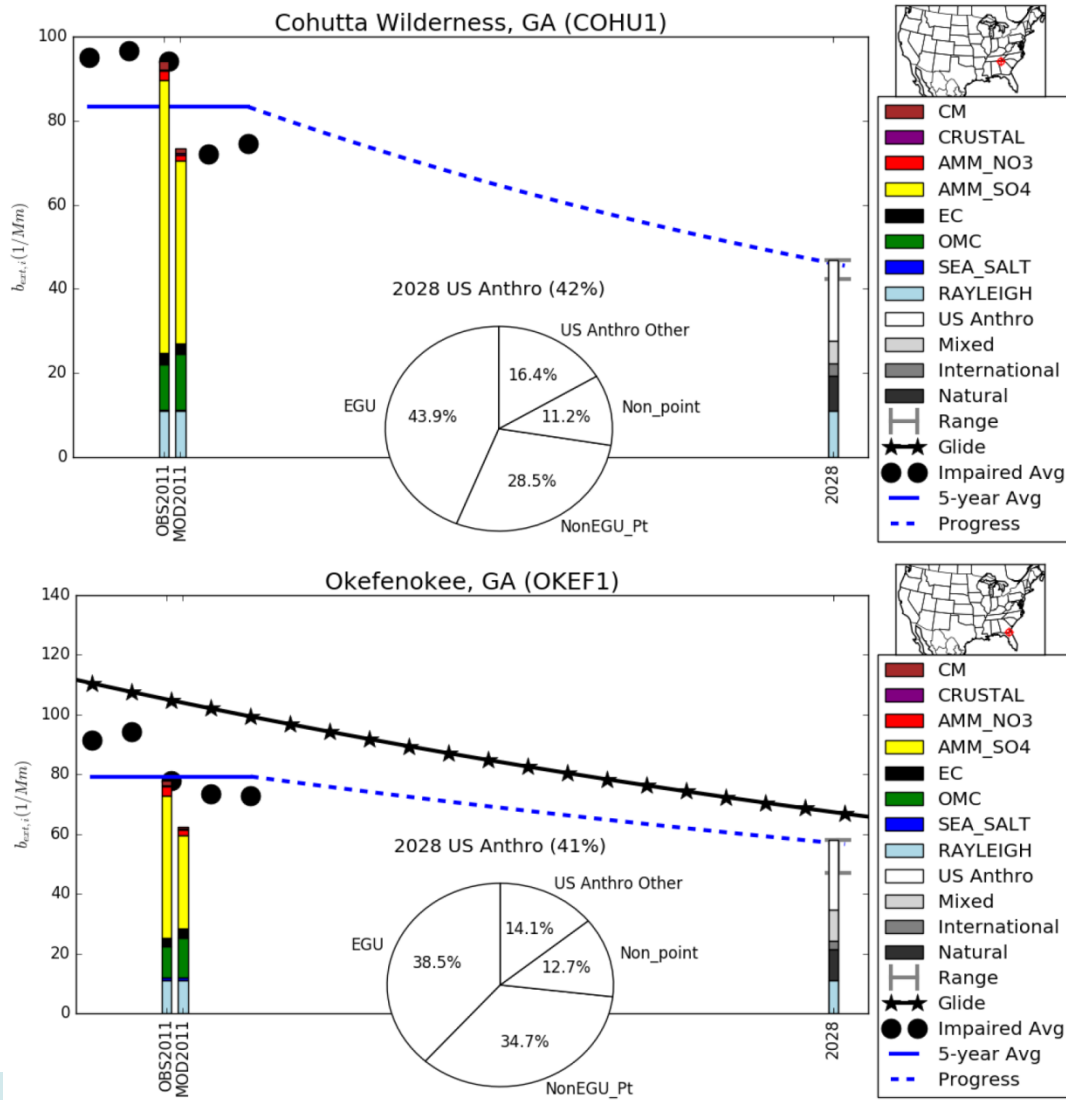 Cohutta Wilderness, GA (COHU1)
100
80
60
40
20
0
b_ext,i(1/Mm)
OBS2011
MOD2011
2028
2028 US Anthro (42%)
US Anthro Other
16.4%
Non_point
11.2%
EGU
43.9%
28.5%
NonEGU_Pt
CM
CRUSTAL
AMM_NO3
AMM_SO4
EC
OMC
SEA_SALT
RAYLEIGH
US Anthro
Mixed
International
Natural
Range
Glide
Impaired Avg
5-year Avg
Progress
Okefenokee, GA (OKEF1)
140
120
100
80
60
40
20
0
b_ext,i(1/Mm)
OBS2011
MOD2011
2028
2028 US Anthro (41%)
US Anthro Other
14.1%
Non_point
12.7%
EGU
38.5%
34.7%
NonEGU_Pt
CM
CRUSTAL
AMM_NO3
AMM_SO4
EC
OMC
SEA_SALT
RAYLEIGH
US Anthro
Mixed
International
Natural
Range
Glide
Impaired Avg
5-year Avg
Progress